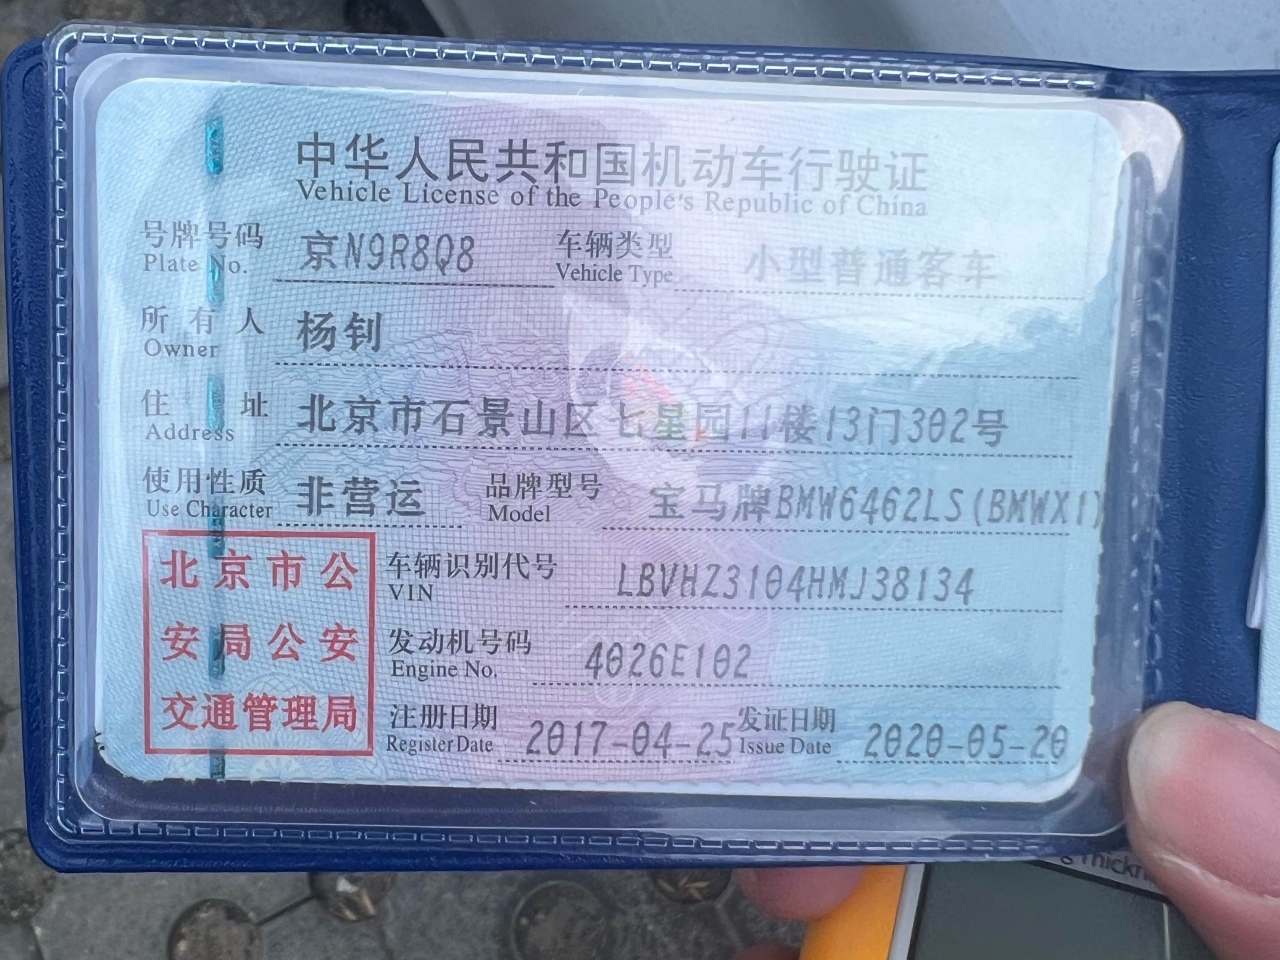 中华人民共和国机动车行驶证
Vehicle License of the People's Republic of China
号牌号码 京N9R8Q8 车辆类型 小型普通客车
Plate No. Vehicle Type
所有人 杨钊
Owner
住址 北京市石景山区七星园11楼13门302号
Address
使用性质 非营运 品牌型号 宝马牌BMW6462LS(BMWX1)
Use Character Model
北京市公
安局公安
交通管理局
车辆识别代号 LBVHZ3104HMJ38134
VIN
发动机号码 4026E102
Engine No.
注册日期 2017-04-25 发证日期 2020-05-20
Register Date Issue Date